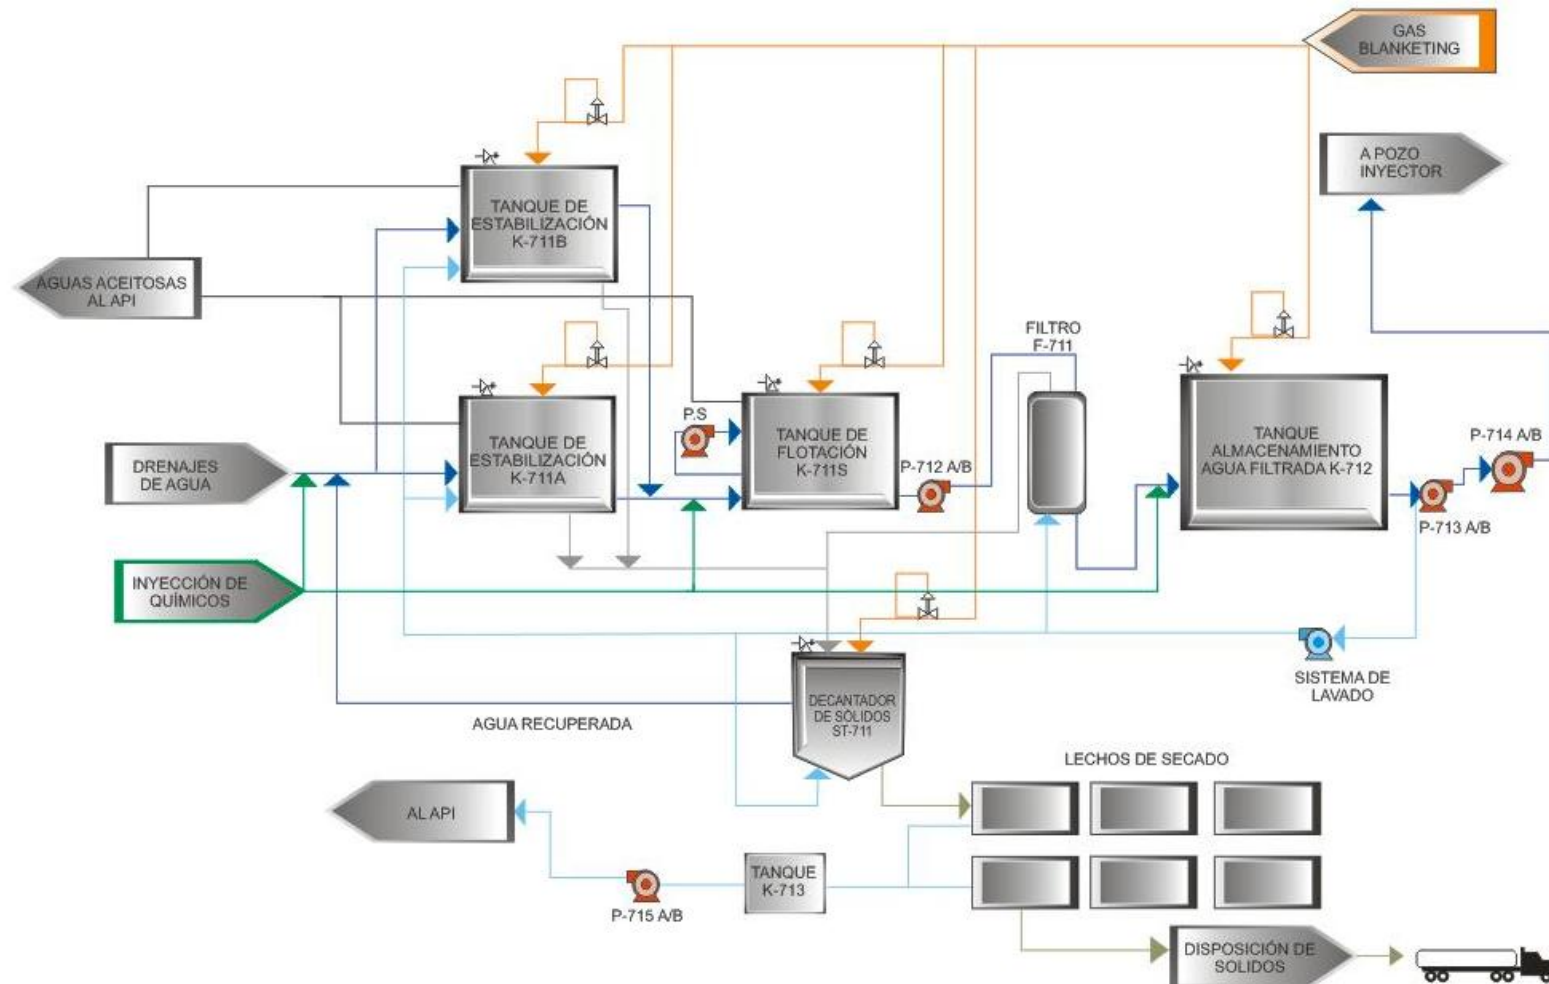 GAS
BLANKETING
A POZO
INYECTOR
TANQUE DE
ESTABILIZACIÓN
K-711B
AGUAS ACEITOSAS
AL API
FILTRO
F-711
TANQUE DE
ESTABILIZACIÓN
K-711A
P.S
TANQUE DE
FLOTACIÓN
K-711S
P-712 A/B
TANQUE
ALMACENAMIENTO
AGUA FILTRADA K-712
P-714 A/B
P-713 A/B
DRENAJES
DE AGUA
INYECCIÓN DE
QUÍMICOS
SISTEMA DE
LAVADO
AGUA RECUPERADA
DECANTADOR
DE SÓLIDOS
ST-711
LECHOS DE SECADO
AL API
TANQUE
K-713
P-715 A/B
DISPOSICIÓN DE
SOLIDOS